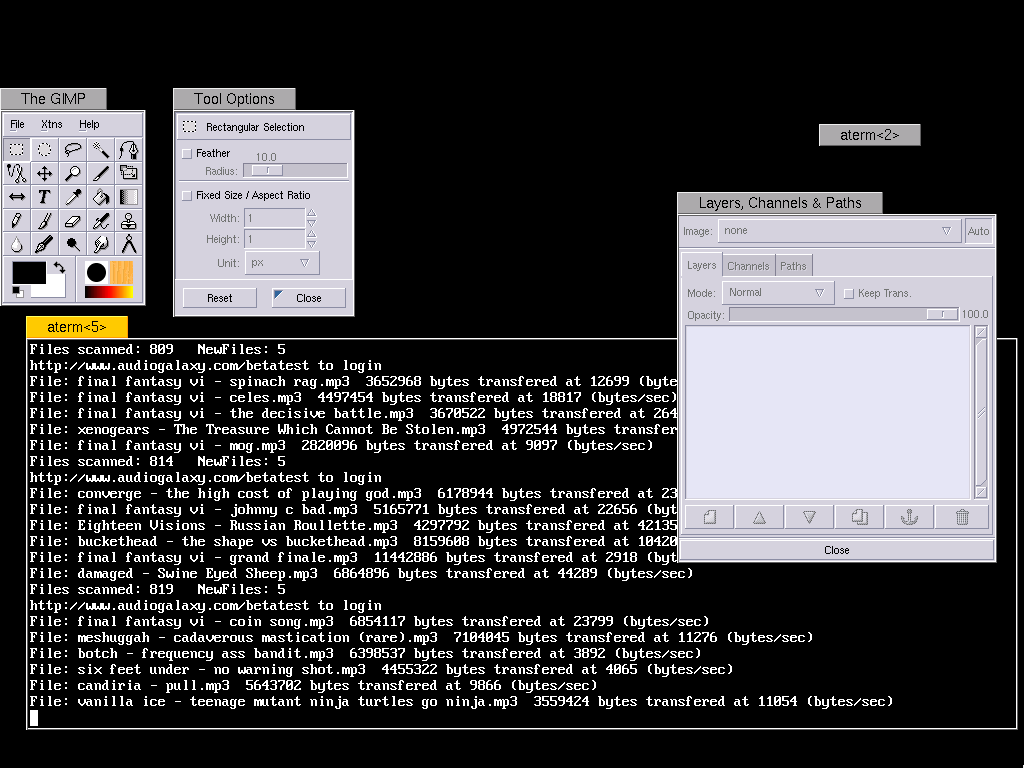 The GIMP
File Xtns Help
Tool Options
Rectangular Selection
Feather
10.0
Radius:
Fixed Size / Aspect Ratio
Width: 1
Height: 1
Unit: px
Reset Close
aterm<2>
Layers, Channels & Paths
Image: none Auto
Layers Channels Paths
Mode: Normal Keep Trans.
Opacity: 100.0
Close
aterm<5>
Files scanned: 809 NewFiles: 5
http://www.audiogalaxy.com/betatest to login
File: final fantasy vi - spinach rag.mp3 3652968 bytes transfered at 12699 (byte
File: final fantasy vi - celes.mp3 4497454 bytes transfered at 18817 (bytes/sec)
File: final fantasy vi - the decisive battle.mp3 3670522 bytes transfered at 264
File: xenogears - The Treasure Which Cannot Be Stolen.mp3 4972544 bytes transfer
File: final fantasy vi - mog.mp3 2820096 bytes transfered at 9097 (bytes/sec)
Files scanned: 814 NewFiles: 5
http://www.audiogalaxy.com/betatest to login
File: converge - the high cost of playing god.mp3 6178944 bytes transfered at 23
File: final fantasy vi - johnny c bad.mp3 5165771 bytes transfered at 22656 (byt
File: Eighteen Visions - Russian Roullette.mp3 4297792 bytes transfered at 42135
File: buckethead - the shape vs buckethead.mp3 8159608 bytes transfered at 10420
File: final fantasy vi - grand finale.mp3 11442886 bytes transfered at 2918 (byt
File: damaged - Swine Eyed Sheep.mp3 6864896 bytes transfered at 44289 (bytes/sec)
Files scanned: 819 NewFiles: 5
http://www.audiogalaxy.com/betatest to login
File: final fantasy vi - coin song.mp3 6854117 bytes transfered at 23799 (bytes/sec)
File: meshuggah - cadaverous mastication (rare).mp3 7104045 bytes transfered at 11276 (bytes/sec)
File: botch - frequency ass bandit.mp3 6398537 bytes transfered at 3892 (bytes/sec)
File: six feet under - no warning shot.mp3 4455322 bytes transfered at 4065 (bytes/sec)
File: candiria - pull.mp3 5643702 bytes transfered at 9866 (bytes/sec)
File: vanilla ice - teenage mutant ninja turtles go ninja.mp3 3559424 bytes transfered at 11054 (bytes/sec)